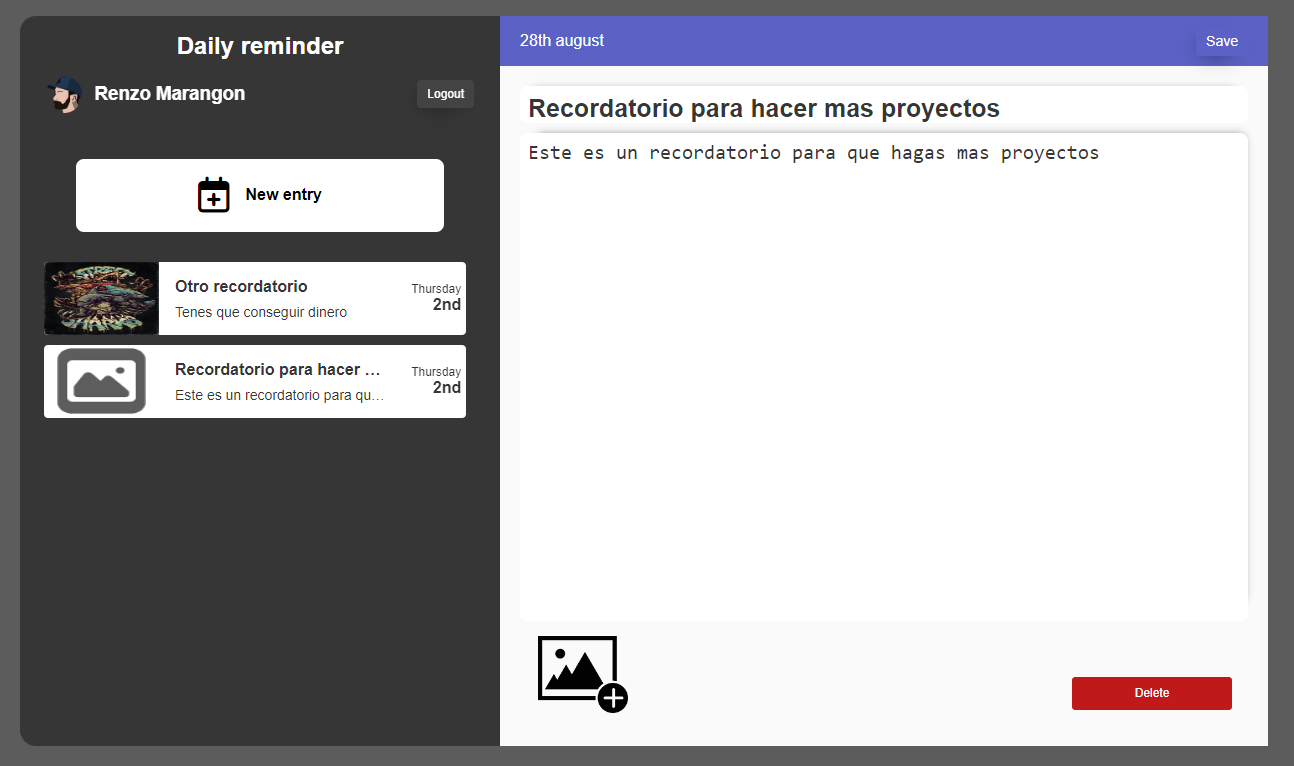 Daily reminder
Renzo Marangon
Logout
New entry
Otro recordatorio
Tenes que conseguir dinero
Thursday
2nd
Recordatorio para hacer ...
Este es un recordatorio para qu...
Thursday
2nd
28th august
Save
Recordatorio para hacer mas proyectos
Este es un recordatorio para que hagas mas proyectos
Delete